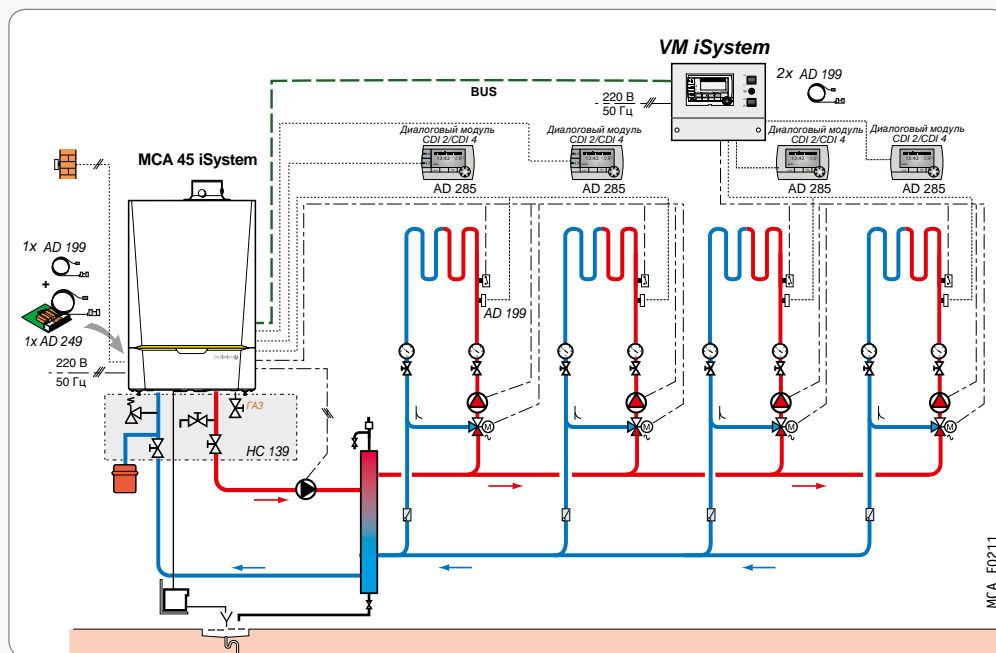 VM iSystem
2x AD 199
BUS
220 В
50 Гц
Диалоговый модуль
CDI 2/CDI 4
AD 285
Диалоговый модуль
CDI 2/CDI 4
AD 285
Диалоговый модуль
CDI 2/CDI 4
AD 285
Диалоговый модуль
CDI 2/CDI 4
AD 285
MCA 45 iSystem
1x AD 199
+
1x AD 249
220 В
50 Гц
AD 199
M
M
M
M
ГАЗ
HC 139
MCA_F0211